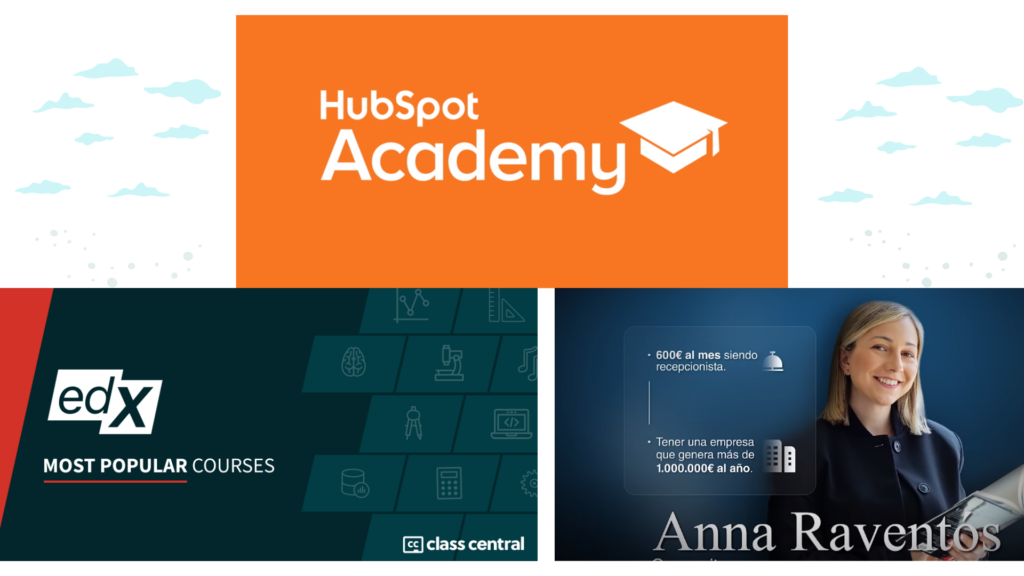 HubSpot
Academy
edX
MOST POPULAR COURSES
cc class central
• 600€ al mes siendo
recepcionista.
• Tener una empresa
que genera más de
1.000.000€ al año.
Anna Raventos